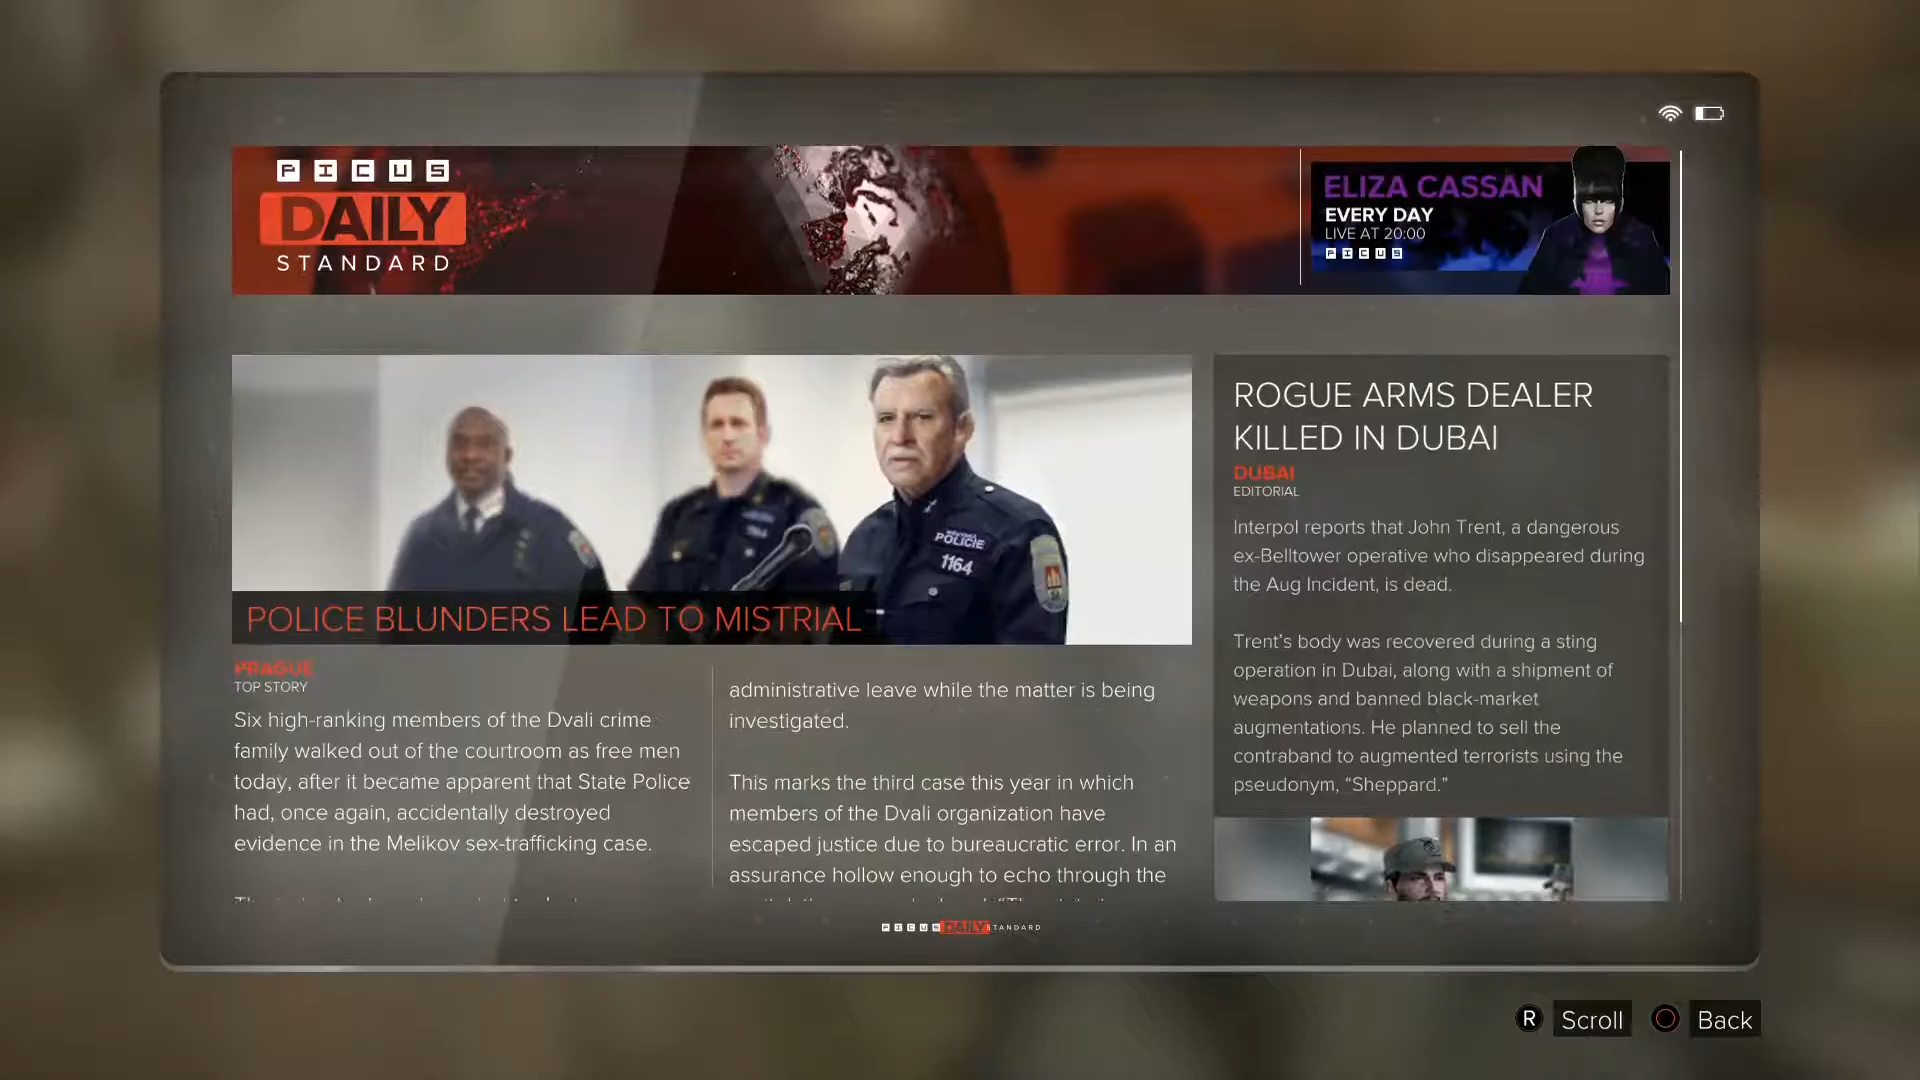 PICUS
DAILY
STANDARD
ELIZA CASSAN
EVERY DAY
LIVE AT 20:00
PICUS
POLICIE
1164
POLICE BLUNDERS LEAD TO MISTRIAL
PRAGUE
TOP STORY
Six high-ranking members of the Dvali crime
family walked out of the courtroom as free men
today, after it became apparent that State Police
had, once again, accidentally destroyed
evidence in the Melikov sex-trafficking case.
administrative leave while the matter is being
investigated.
This marks the third case this year in which
members of the Dvali organization have
escaped justice due to bureaucratic error. In an
assurance hollow enough to echo through the
ROGUE ARMS DEALER
KILLED IN DUBAI
DUBAI
EDITORIAL
Interpol reports that John Trent, a dangerous
ex-Belltower operative who disappeared during
the Aug Incident, is dead.
Trent's body was recovered during a sting
operation in Dubai, along with a shipment of
weapons and banned black-market
augmentations. He planned to sell the
contraband to augmented terrorists using the
pseudonym, “Sheppard.”
PICUS DAILY STANDARD
R Scroll
Back